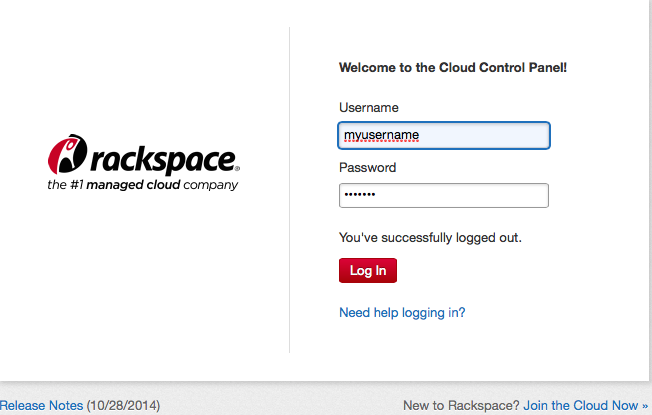 Welcome to the Cloud Control Panel!
Username
myusername
Password
•••••••
You've successfully logged out.
Log In
Need help logging in?
rackspace®
the #1 managed cloud company
Release Notes (10/28/2014)
New to Rackspace? Join the Cloud Now »